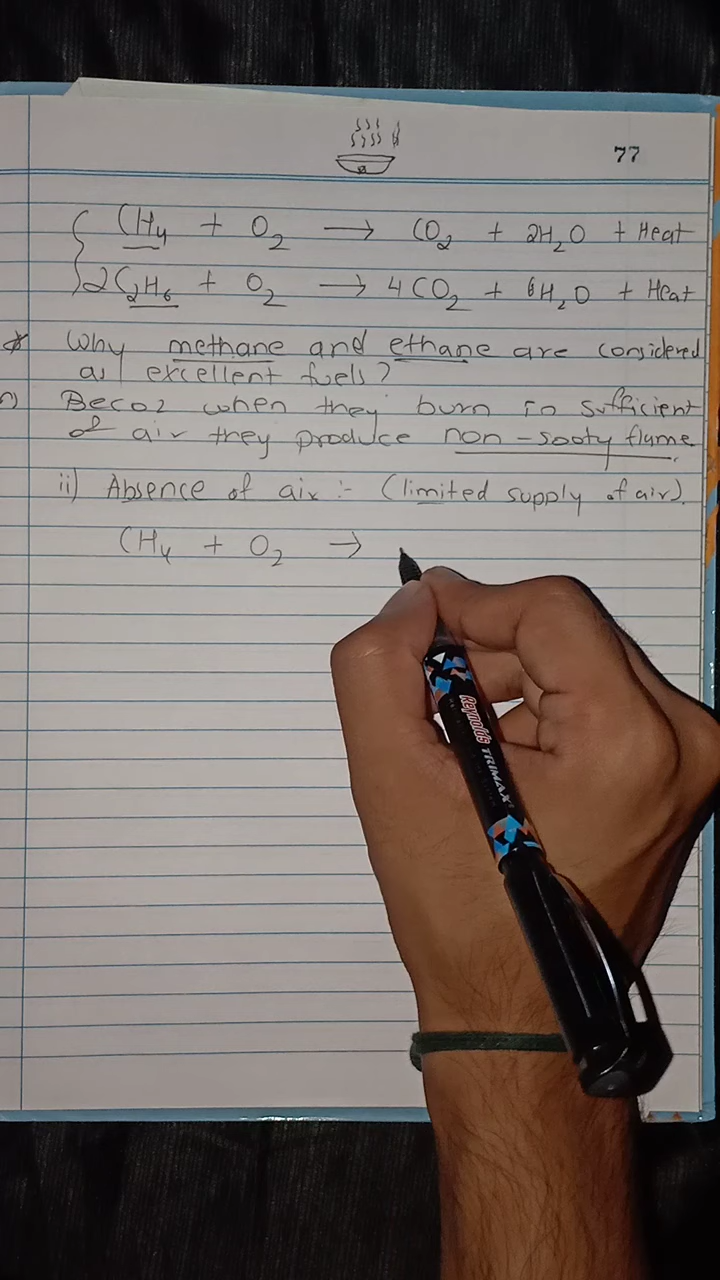 77
CH₄ + O₂ → CO₂ + 2H₂O + Heat
2C₂H₆ + O₂ → 4CO₂ + 6H₂O + Heat
* Why methane and ethane are considered
as excellent fuels?
Becoz when they burn in sufficient
of air they produce non-sooty flame.
ii) Absence of air :- (limited supply of air).
CH₄ + O₂ →
Reynolds TRIMAX